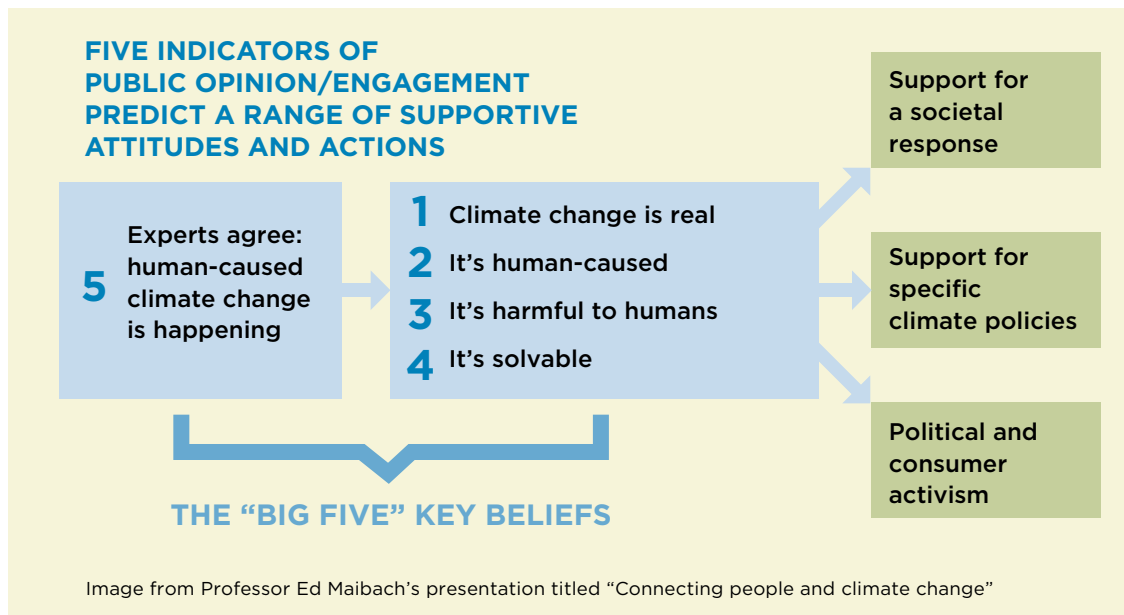 FIVE INDICATORS OF
PUBLIC OPINION/ENGAGEMENT
PREDICT A RANGE OF SUPPORTIVE
ATTITUDES AND ACTIONS
5
Experts agree:
human-caused
climate change
is happening
1 Climate change is real
2 It’s human-caused
3 It’s harmful to humans
4 It’s solvable
Support for
a societal
response
Support for
specific
climate policies
Political and
consumer
activism
THE “BIG FIVE” KEY BELIEFS
Image from Professor Ed Maibach’s presentation titled “Connecting people and climate change”